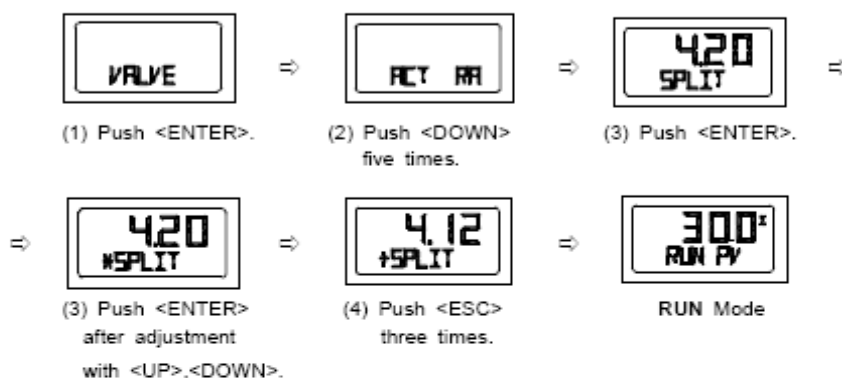 VALVE
ACT RA
4.20
SPLIT
(1) Push <ENTER>.
(2) Push <DOWN>
five times.
(3) Push <ENTER>.
4.20
*SPLIT
4.12
↑SPLIT
30.0%
RUN PV
(3) Push <ENTER>
after adjustment
with <UP>,<DOWN>.
(4) Push <ESC>
three times.
RUN Mode